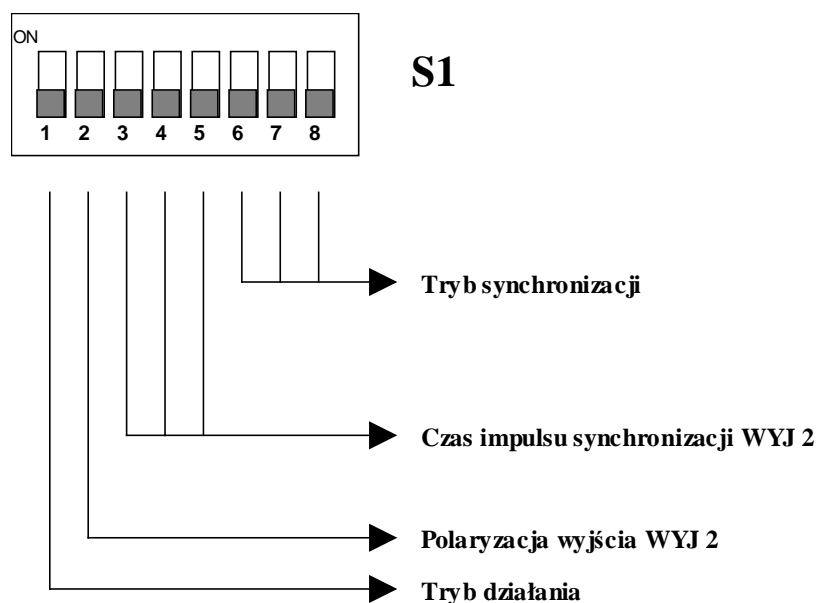 ON
S1
1 2 3 4 5 6 7 8
Tryb synchronizacji
Czas impulsu synchronizacji WYJ 2
Polaryzacja wyjścia WYJ 2
Tryb działania